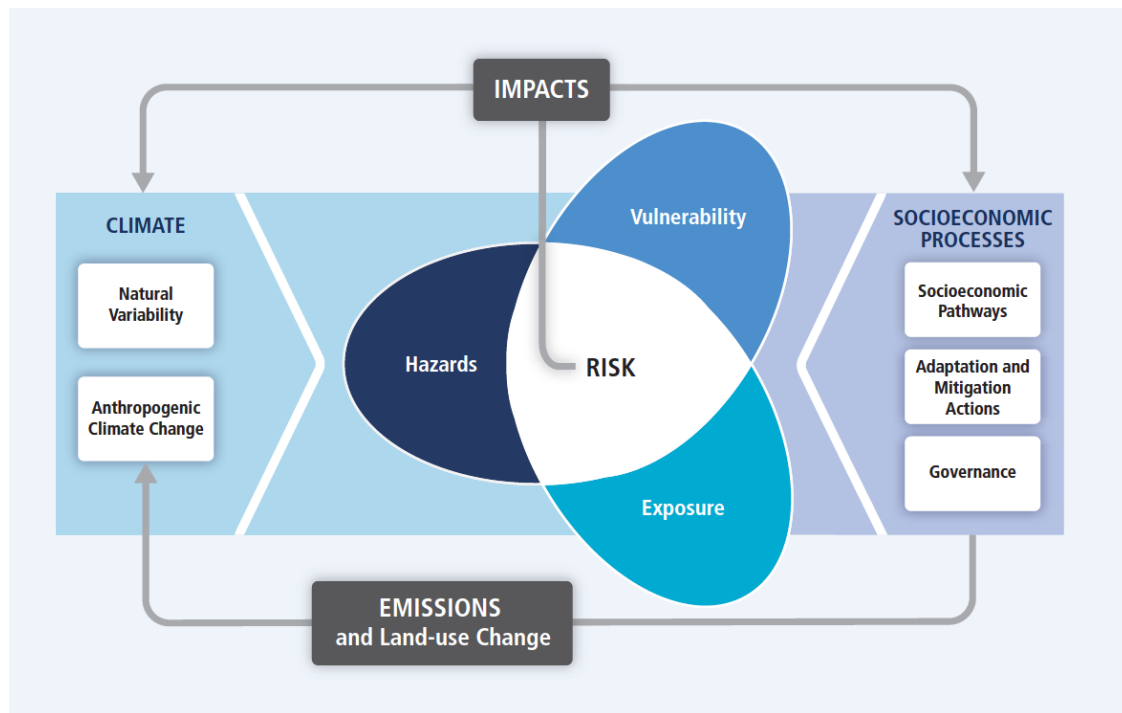 IMPACTS
CLIMATE
Natural
Variability
Anthropogenic
Climate Change
Vulnerability
Hazards
RISK
Exposure
SOCIOECONOMIC
PROCESSES
Socioeconomic
Pathways
Adaptation and
Mitigation
Actions
Governance
EMISSIONS
and Land-use Change